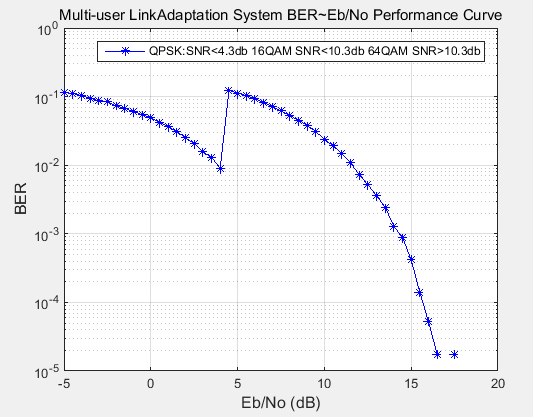 Multi-user LinkAdaptation System BER~Eb/No Performance Curve
QPSK:SNR<4.3db 16QAM SNR<10.3db 64QAM SNR>10.3db
10^0
10^-1
10^-2
10^-3
10^-4
10^-5
BER
-5 0 5 10 15 20
Eb/No (dB)